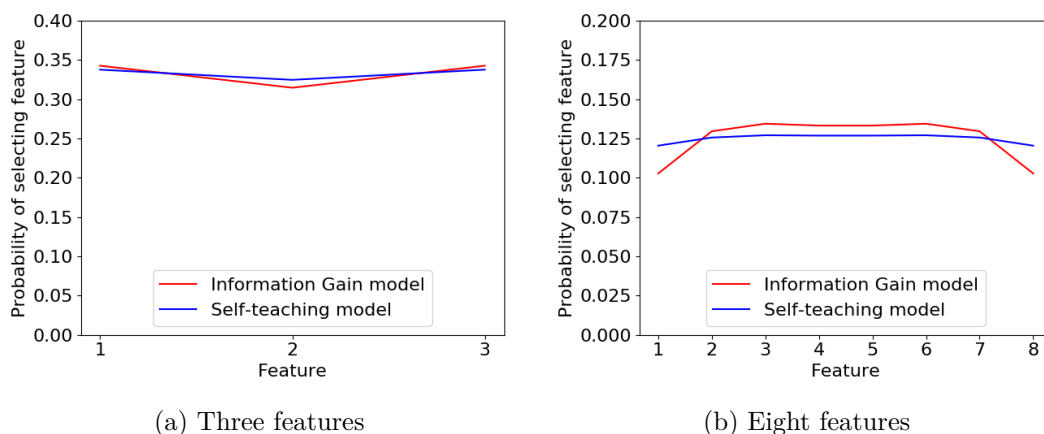 0.40
0.35
0.30
0.25
0.20
0.15
0.10
0.05
0.00
Probability of selecting feature
Information Gain model
Self-teaching model
1 2 3
Feature
(a) Three features
0.200
0.175
0.150
0.125
0.100
0.075
0.050
0.025
0.000
Probability of selecting feature
Information Gain model
Self-teaching model
1 2 3 4 5 6 7 8
Feature
(b) Eight features